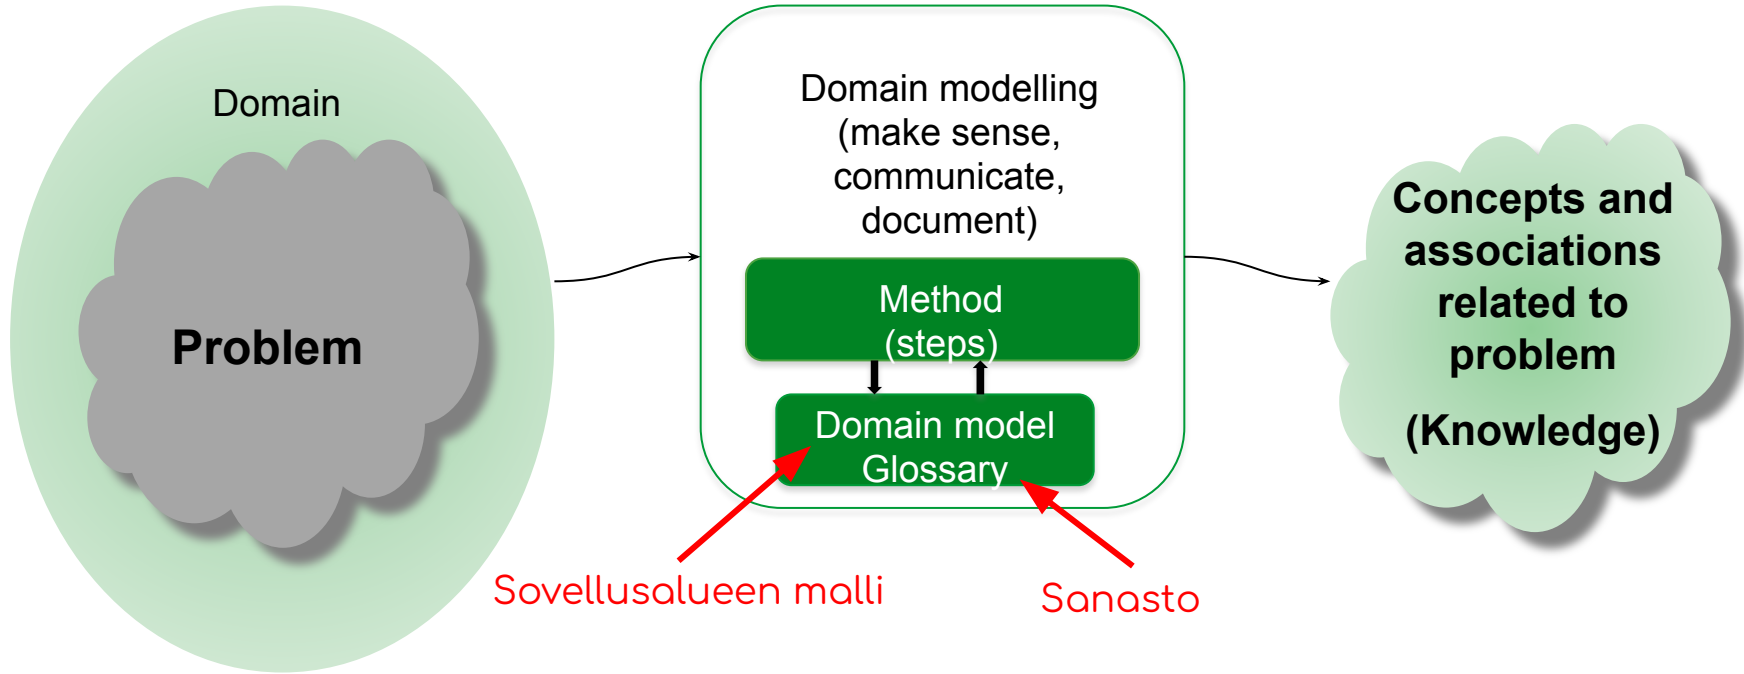 Domain
Problem
Domain modelling
(make sense,
communicate,
document)
Method
(steps)
Domain model
Glossary
Sovellusalueen malli
Sanasto
Concepts and
associations
related to
problem
(Knowledge)